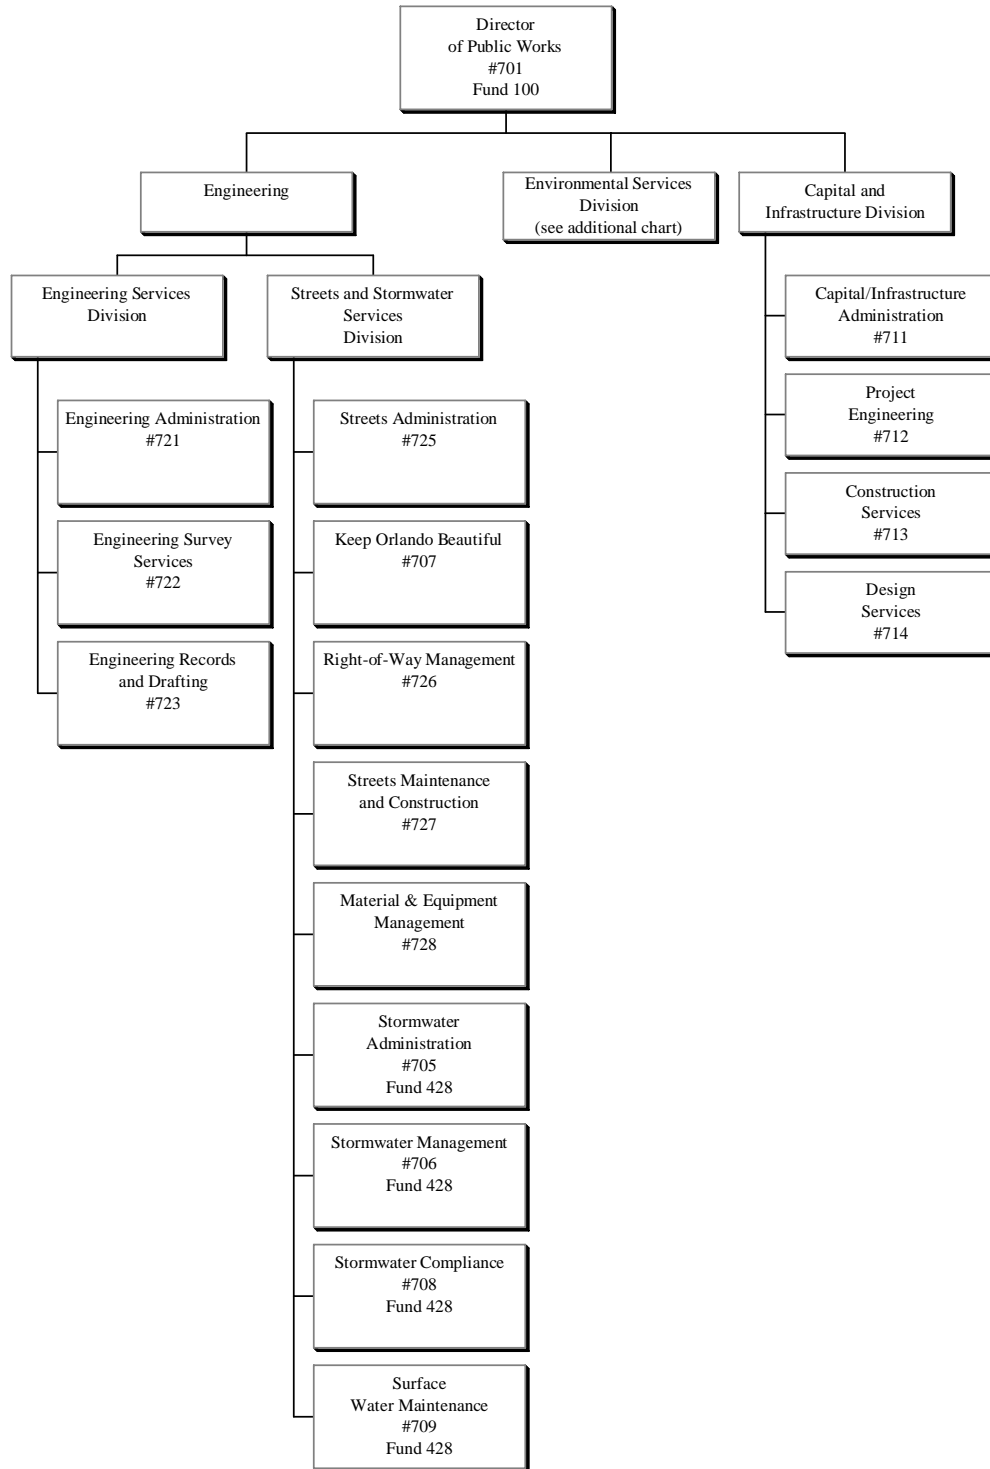 Director
of Public Works
#701
Fund 100
Engineering
Environmental Services
Division
(see additional chart)
Capital and
Infrastructure Division
Engineering Services
Division
Streets and Stormwater
Services
Division
Capital/Infrastructure
Administration
#711
Project
Engineering
#712
Construction
Services
#713
Design
Services
#714
Engineering Administration
#721
Engineering Survey
Services
#722
Engineering Records
and Drafting
#723
Streets Administration
#725
Keep Orlando Beautiful
#707
Right-of-Way Management
#726
Streets Maintenance
and Construction
#727
Material & Equipment
Management
#728
Stormwater
Administration
#705
Fund 428
Stormwater Management
#706
Fund 428
Stormwater Compliance
#708
Fund 428
Surface
Water Maintenance
#709
Fund 428